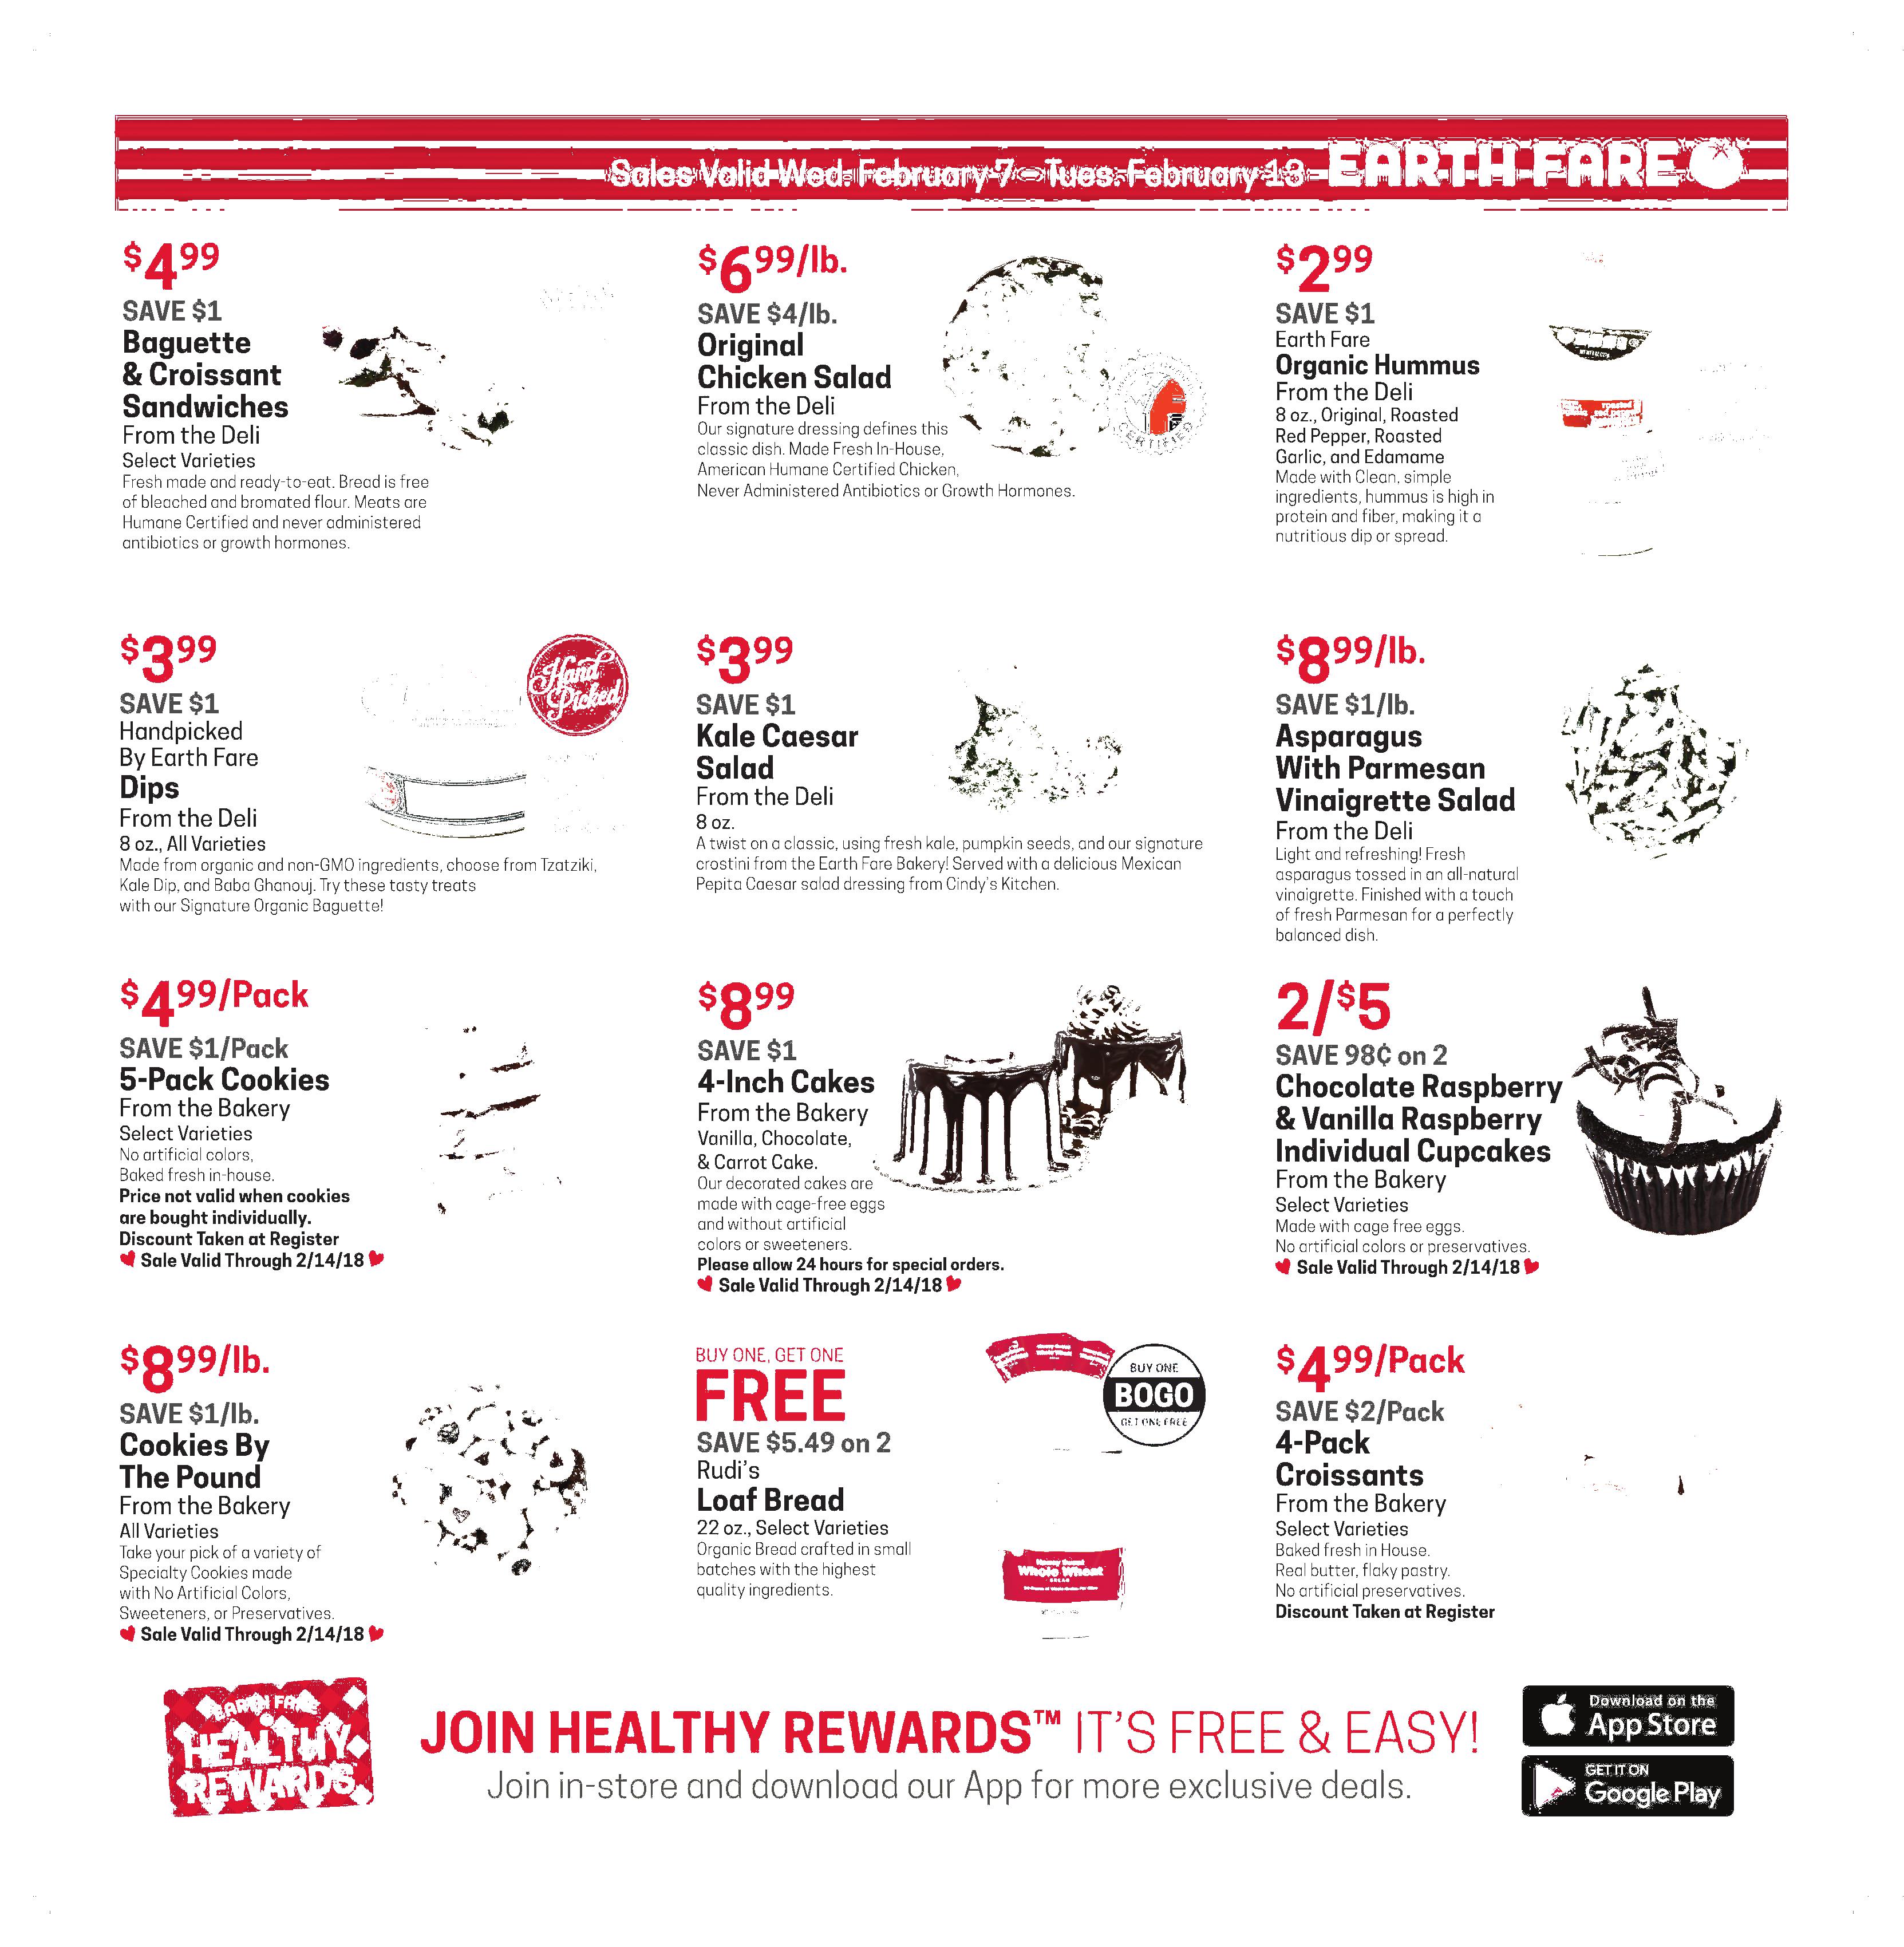 Sales Valid Wed. February 7 – Tues. February 13 EARTH FARE
$4.99
SAVE $1
Baguette
& Croissant
Sandwiches
From the Deli
Select Varieties
Fresh made and ready-to-eat. Bread is free
of bleached and bromated flour. Meats are
Humane Certified and never administered
antibiotics or growth hormones.
$6.99/lb.
SAVE $4/lb.
Original
Chicken Salad
From the Deli
Our signature dressing defines this
classic dish. Made Fresh In-House,
American Humane Certified Chicken,
Never Administered Antibiotics or Growth Hormones.
CERTIFIED
$2.99
SAVE $1
Earth Fare
Organic Hummus
From the Deli
8 oz., Original, Roasted
Red Pepper, Roasted
Garlic, and Edamame
Made with Clean, simple
ingredients, hummus is high in
protein and fiber, making it a
nutritious dip or spread.
$3.99
SAVE $1
Handpicked
By Earth Fare
Dips
From the Deli
8 oz., All Varieties
Made from organic and non-GMO ingredients, choose from Tzatziki,
Kale Dip, and Baba Ghanouj. Try these tasty treats
with our Signature Organic Baguette!
Hand
Picked
$3.99
SAVE $1
Kale Caesar
Salad
From the Deli
8 oz.
A twist on a classic, using fresh kale, pumpkin seeds, and our signature
crostini from the Earth Fare Bakery! Served with a delicious Mexican
Pepita Caesar salad dressing from Cindy's Kitchen.
$8.99/lb.
SAVE $1/lb.
Asparagus
With Parmesan
Vinaigrette Salad
From the Deli
Light and refreshing! Fresh
asparagus tossed in an all-natural
vinaigrette. Finished with a touch
of fresh Parmesan for a perfectly
balanced dish.
$4.99/Pack
SAVE $1/Pack
5-Pack Cookies
From the Bakery
Select Varieties
No artificial colors,
Baked fresh in-house.
Price not valid when cookies
are bought individually.
Discount Taken at Register
Sale Valid Through 2/14/18
$8.99
SAVE $1
4-Inch Cakes
From the Bakery
Vanilla, Chocolate,
& Carrot Cake.
Our decorated cakes are
made with cage-free eggs
and without artificial
colors or sweeteners.
Please allow 24 hours for special orders.
Sale Valid Through 2/14/18
2/$5
SAVE 98¢ on 2
Chocolate Raspberry
& Vanilla Raspberry
Individual Cupcakes
From the Bakery
Select Varieties
Made with cage free eggs.
No artificial colors or preservatives.
Sale Valid Through 2/14/18
$8.99/lb.
SAVE $1/lb.
Cookies By
The Pound
From the Bakery
All Varieties
Take your pick of a variety of
Specialty Cookies made
with No Artificial Colors,
Sweeteners, or Preservatives.
Sale Valid Through 2/14/18
BUY ONE, GET ONE
FREE
SAVE $5.49 on 2
Rudi's
Loaf Bread
22 oz., Select Varieties
Organic Bread crafted in small
batches with the highest
quality ingredients.
BUY ONE
BOGO
GET ONE FREE
Whole Wheat
BREAD
$4.99/Pack
SAVE $2/Pack
4-Pack
Croissants
From the Bakery
Select Varieties
Baked fresh in House.
Real butter, flaky pastry.
No artificial preservatives.
Discount Taken at Register
EARTH FARE
HEALTHY
REWARDS
JOIN HEALTHY REWARDS™ IT'S FREE & EASY!
Join in-store and download our App for more exclusive deals.
Download on the
App Store
GET IT ON
Google Play